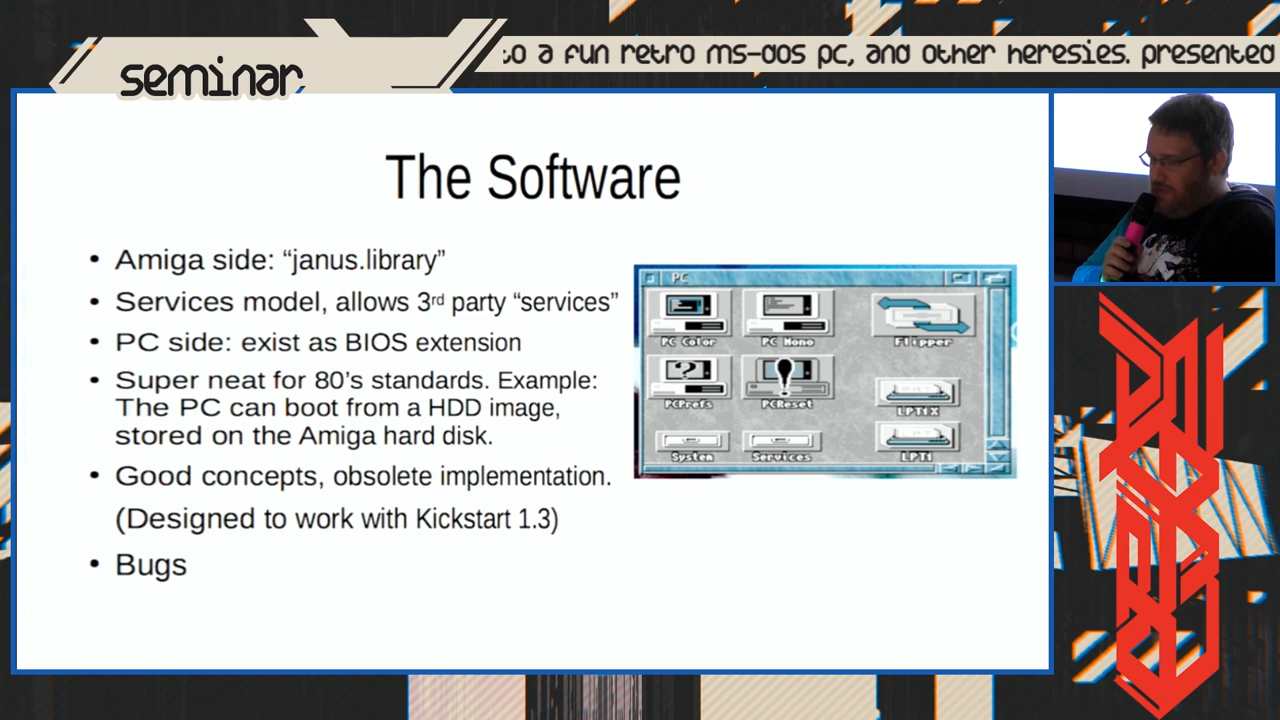 seminar
to a fun retro ms-dos pc, and other heresies. presented
The Software
• Amiga side: “janus.library”
• Services model, allows 3rd party “services”
• PC side: exist as BIOS extension
• Super neat for 80’s standards. Example:
The PC can boot from a HDD image,
stored on the Amiga hard disk.
• Good concepts, obsolete implementation.
(Designed to work with Kickstart 1.3)
• Bugs
PC
PC Color
PC Mono
Flipper
PCPrefs
PCReset
LPT1X
System
Services
LPT1